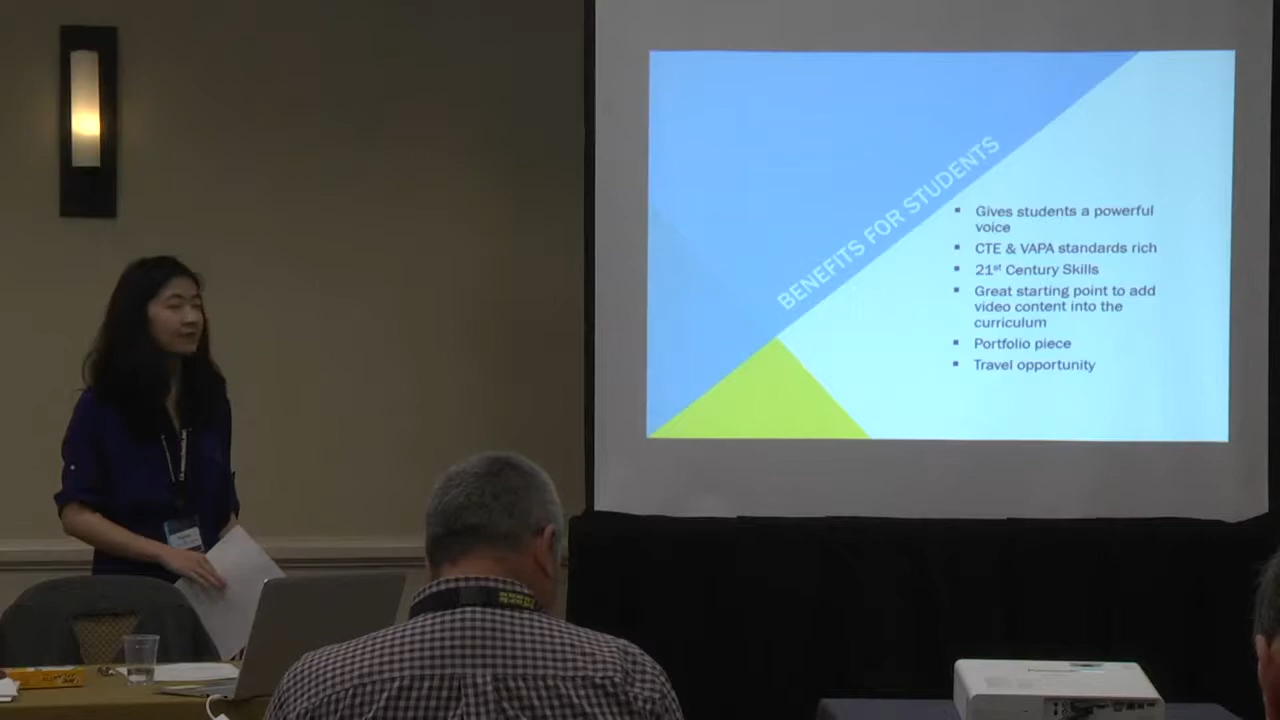 BENEFITS FOR STUDENTS
▪ Gives students a powerful
voice
▪ CTE & VAPA standards rich
▪ 21st Century Skills
▪ Great starting point to add
video content into the
curriculum
▪ Portfolio piece
▪ Travel opportunity